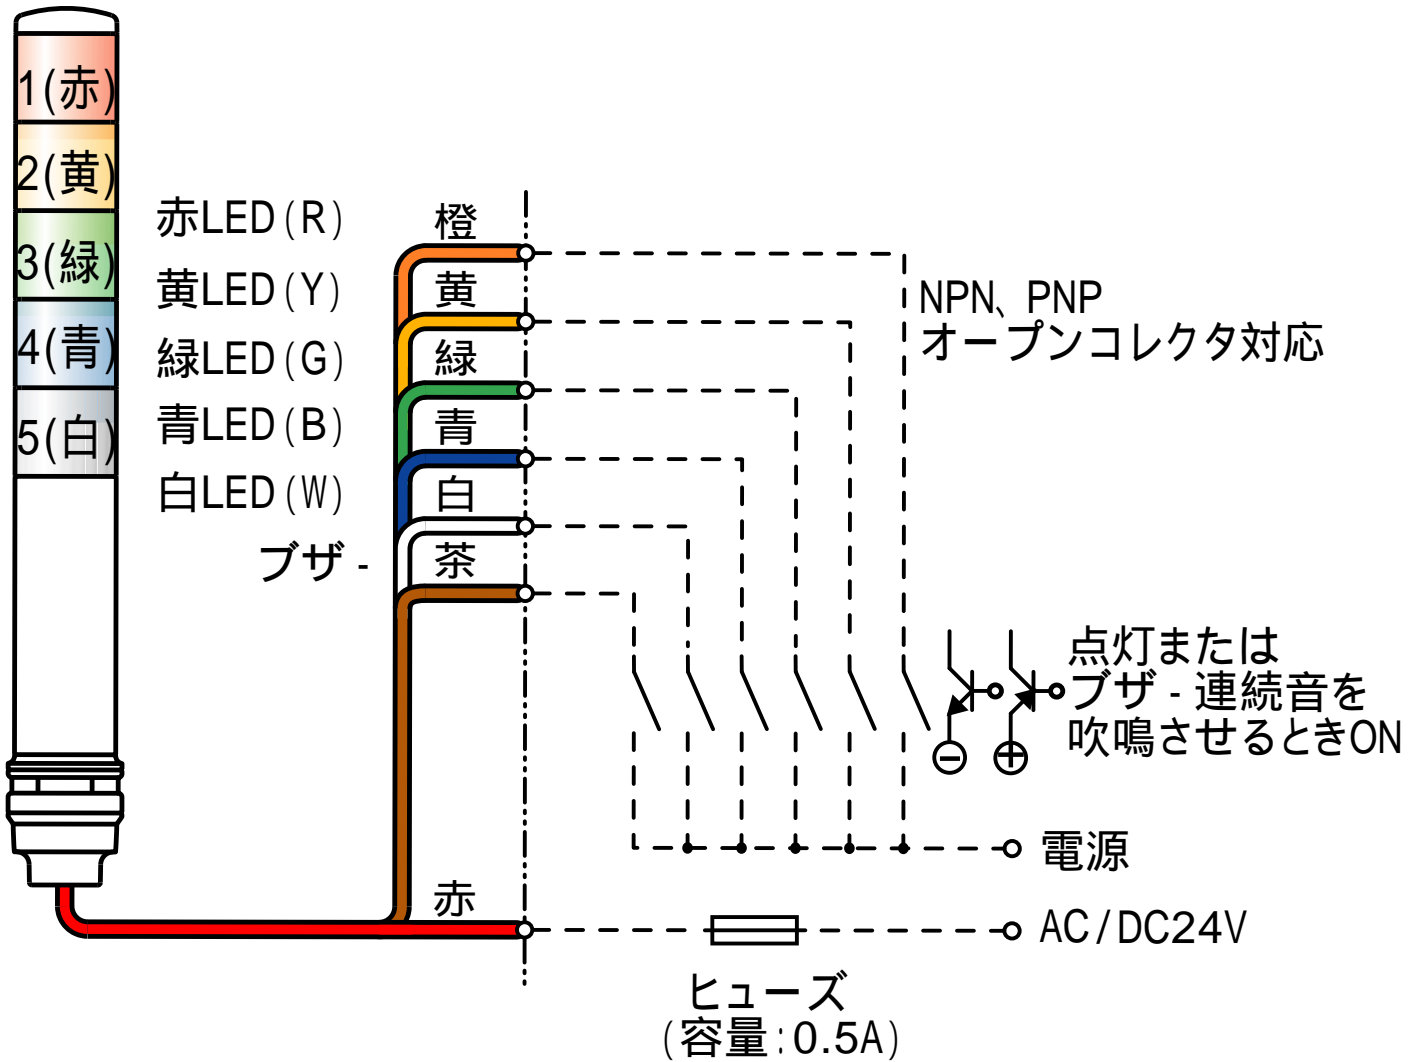 1(赤)
2(黄)
3(緑)
4(青)
5(白)
赤LED(R)
橙
黄LED(Y)
黄
緑LED(G)
緑
青LED(B)
青
白LED(W)
白
ブザ-
茶
NPN、PNP
オープンコレクタ対応
点灯または
ブザ-連続音を
吹鳴させるときON
電源
赤
AC/DC24V
ヒューズ
(容量:0.5A)